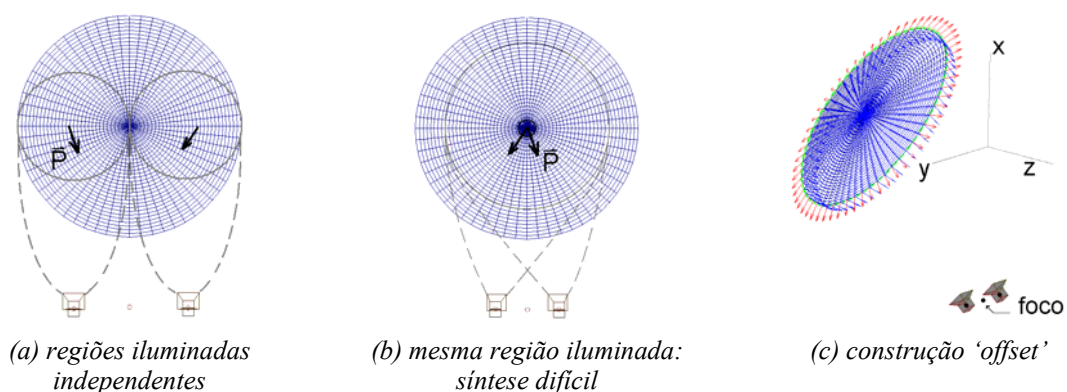 P̄
P̄
x
y
z
foco
(a) regiões iluminadas
independentes
(b) mesma região iluminada:
síntese difícil
(c) construção ‘offset’